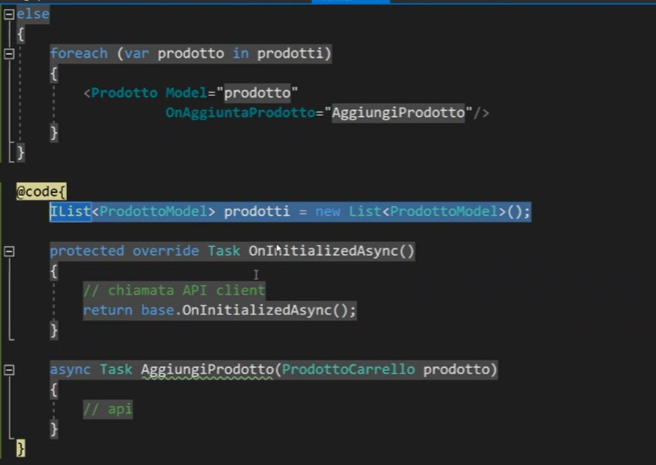 else
{
foreach (var prodotto in prodotti)
{
<Prodotto Model="prodotto"
OnAggiuntaProdotto="AggiungiProdotto"/>
}
}
@code{
IList<ProdottoModel> prodotti = new List<ProdottoModel>();
protected override Task OnInitializedAsync()
{
// chiamata API client
return base.OnInitializedAsync();
}
async Task AggiungiProdotto(ProdottoCarrello prodotto)
{
// api
}
}